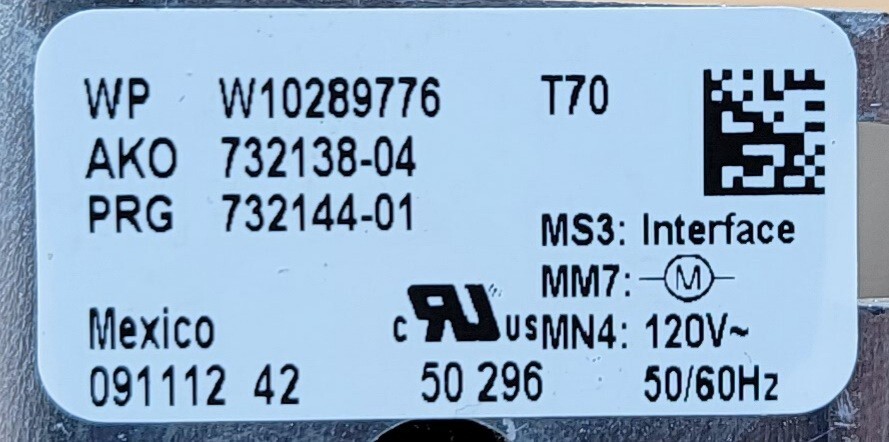 WP W10289776 T70
AKO 732138-04
PRG 732144-01
MS3: Interface
MM7: M
Mexico c RU US MN4: 120V~
091112 42 50 296 50/60Hz